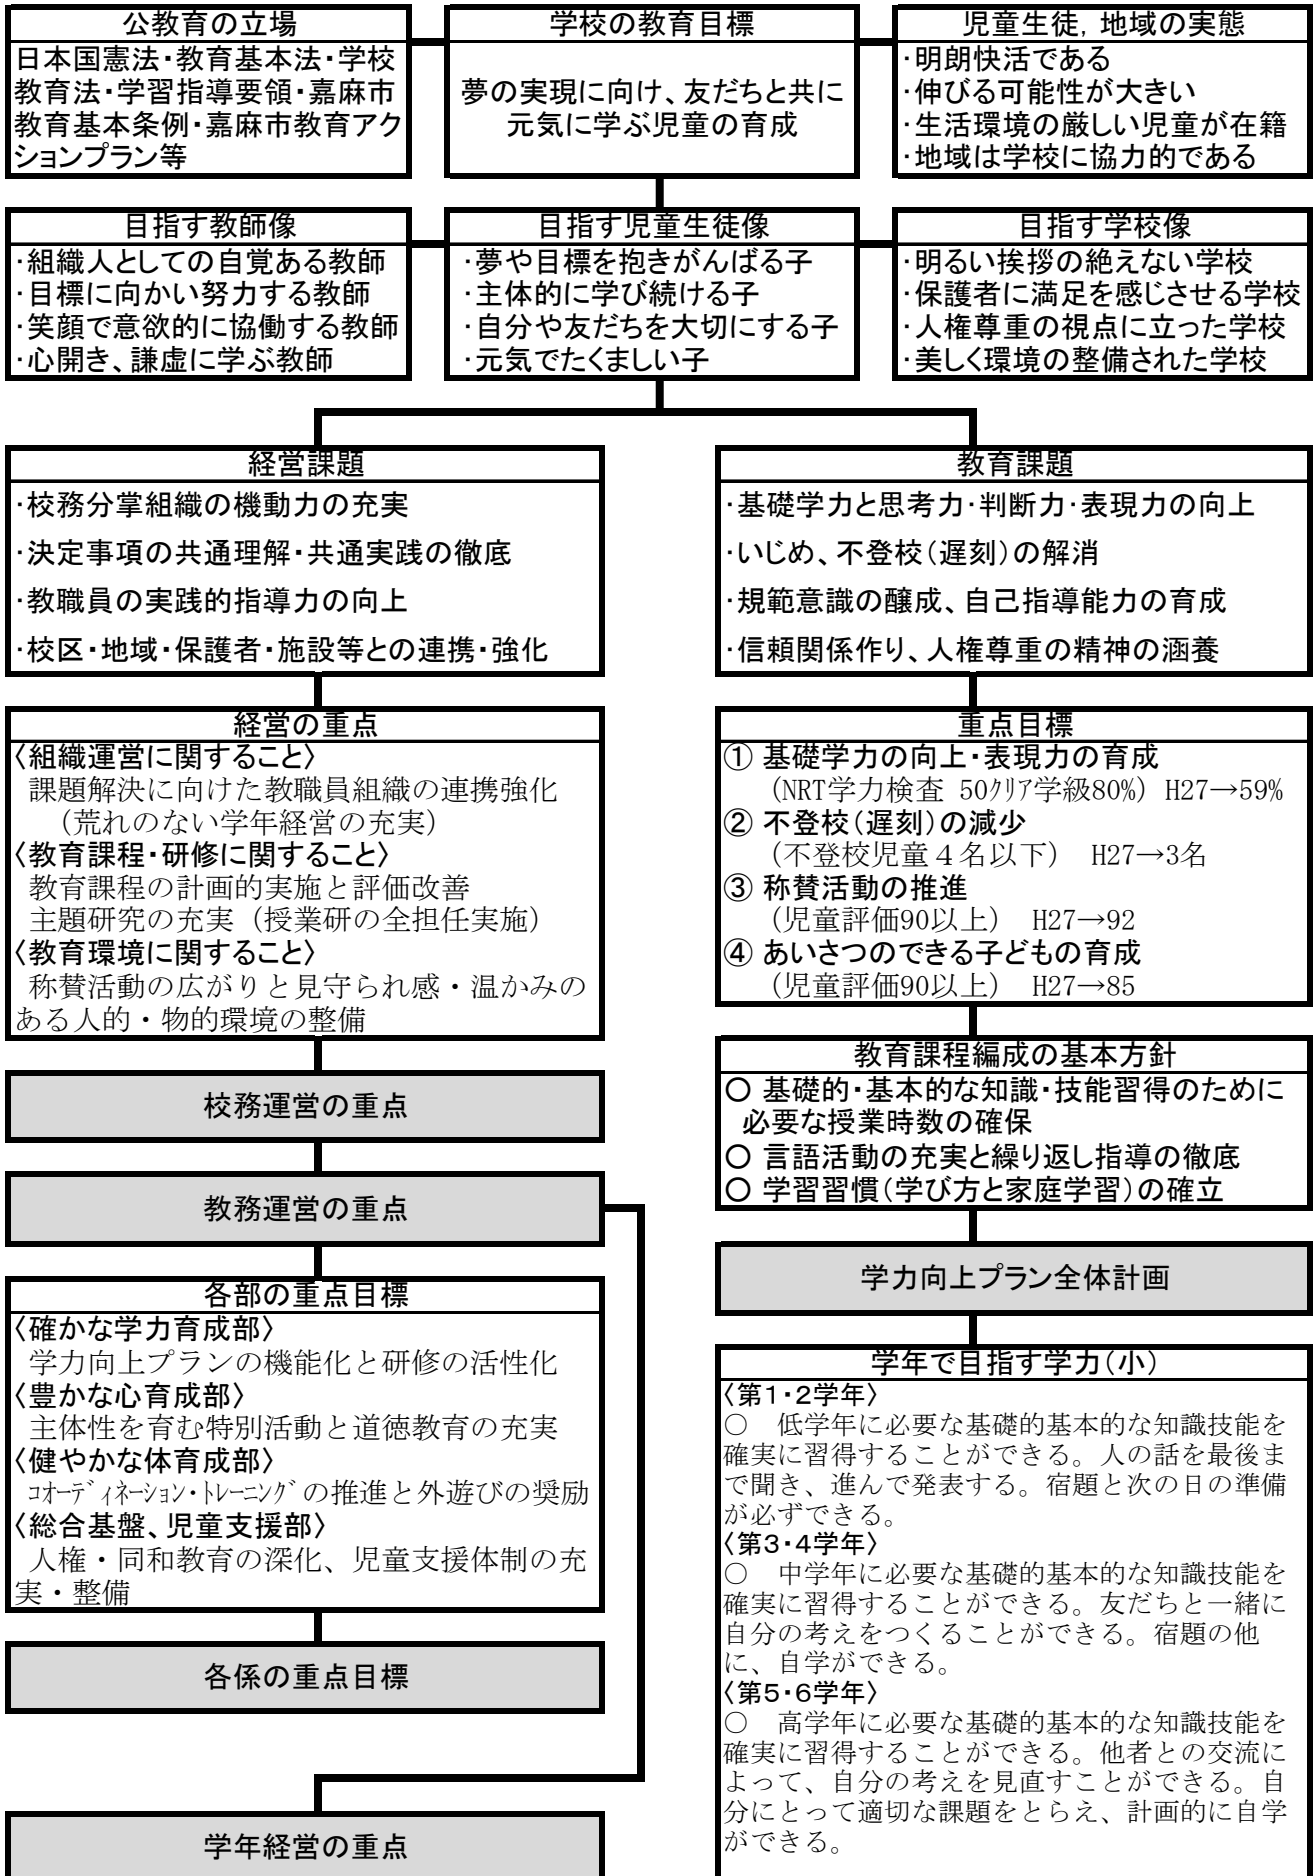 公教育の立場
日本国憲法・教育基本法・学校
教育法・学習指導要領・嘉麻市
教育基本条例・嘉麻市教育アク
ションプラン等
学校の教育目標
夢の実現に向け、友だちと共に
元気に学ぶ児童の育成
児童生徒，地域の実態
・明朗快活である
・伸びる可能性が大きい
・生活環境の厳しい児童が在籍
・地域は学校に協力的である
目指す教師像
・組織人としての自覚ある教師
・目標に向かい努力する教師
・笑顔で意欲的に協働する教師
・心開き、謙虚に学ぶ教師
目指す児童生徒像
・夢や目標を抱きがんばる子
・主体的に学び続ける子
・自分や友だちを大切にする子
・元気でたくましい子
目指す学校像
・明るい挨拶の絶えない学校
・保護者に満足を感じさせる学校
・人権尊重の視点に立った学校
・美しく環境の整備された学校
経営課題
・校務分掌組織の機動力の充実
・決定事項の共通理解・共通実践の徹底
・教職員の実践的指導力の向上
・校区・地域・保護者・施設等との連携・強化
経営の重点
〈組織運営に関すること〉
課題解決に向けた教職員組織の連携強化
（荒れのない学年経営の充実）
〈教育課程・研修に関すること〉
教育課程の計画的実施と評価改善
主題研究の充実（授業研の全担任実施）
〈教育環境に関すること〉
称賛活動の広がりと見守られ感・温かみの
ある人的・物的環境の整備
校務運営の重点
教務運営の重点
各部の重点目標
〈確かな学力育成部〉
学力向上プランの機能化と研修の活性化
〈豊かな心育成部〉
主体性を育む特別活動と道徳教育の充実
〈健やかな体育成部〉
ｺｵｰﾃﾞｨﾈｰｼｮﾝ・ﾄﾚｰﾆﾝｸﾞの推進と外遊びの奨励
〈総合基盤、児童支援部〉
人権・同和教育の深化、児童支援体制の充
実・整備
各係の重点目標
学年経営の重点
教育課題
・基礎学力と思考力・判断力・表現力の向上
・いじめ、不登校（遅刻）の解消
・規範意識の醸成、自己指導能力の育成
・信頼関係作り、人権尊重の精神の涵養
重点目標
① 基礎学力の向上・表現力の育成
（NRT学力検査 50ｸﾘｱ学級80%）H27→59%
② 不登校（遅刻）の減少
（不登校児童４名以下） H27→3名
③ 称賛活動の推進
（児童評価90以上） H27→92
④ あいさつのできる子どもの育成
（児童評価90以上） H27→85
教育課程編成の基本方針
○ 基礎的・基本的な知識・技能習得のために
必要な授業時数の確保
○ 言語活動の充実と繰り返し指導の徹底
○ 学習習慣（学び方と家庭学習）の確立
学力向上プラン全体計画
学年で目指す学力（小）
〈第1・2学年〉
○ 低学年に必要な基礎的基本的な知識技能を
確実に習得することができる。人の話を最後ま
で聞き、進んで発表する。宿題と次の日の準備
が必ずできる。
〈第3・4学年〉
○ 中学年に必要な基礎的基本的な知識技能を
確実に習得することができる。友だちと一緒に
自分の考えをつくることができる。宿題の他
に、自学ができる。
〈第5・6学年〉
○ 高学年に必要な基礎的基本的な知識技能を
確実に習得することができる。他者との交流に
よって、自分の考えを見直すことができる。自
分にとって適切な課題をとらえ、計画的に自学
ができる。